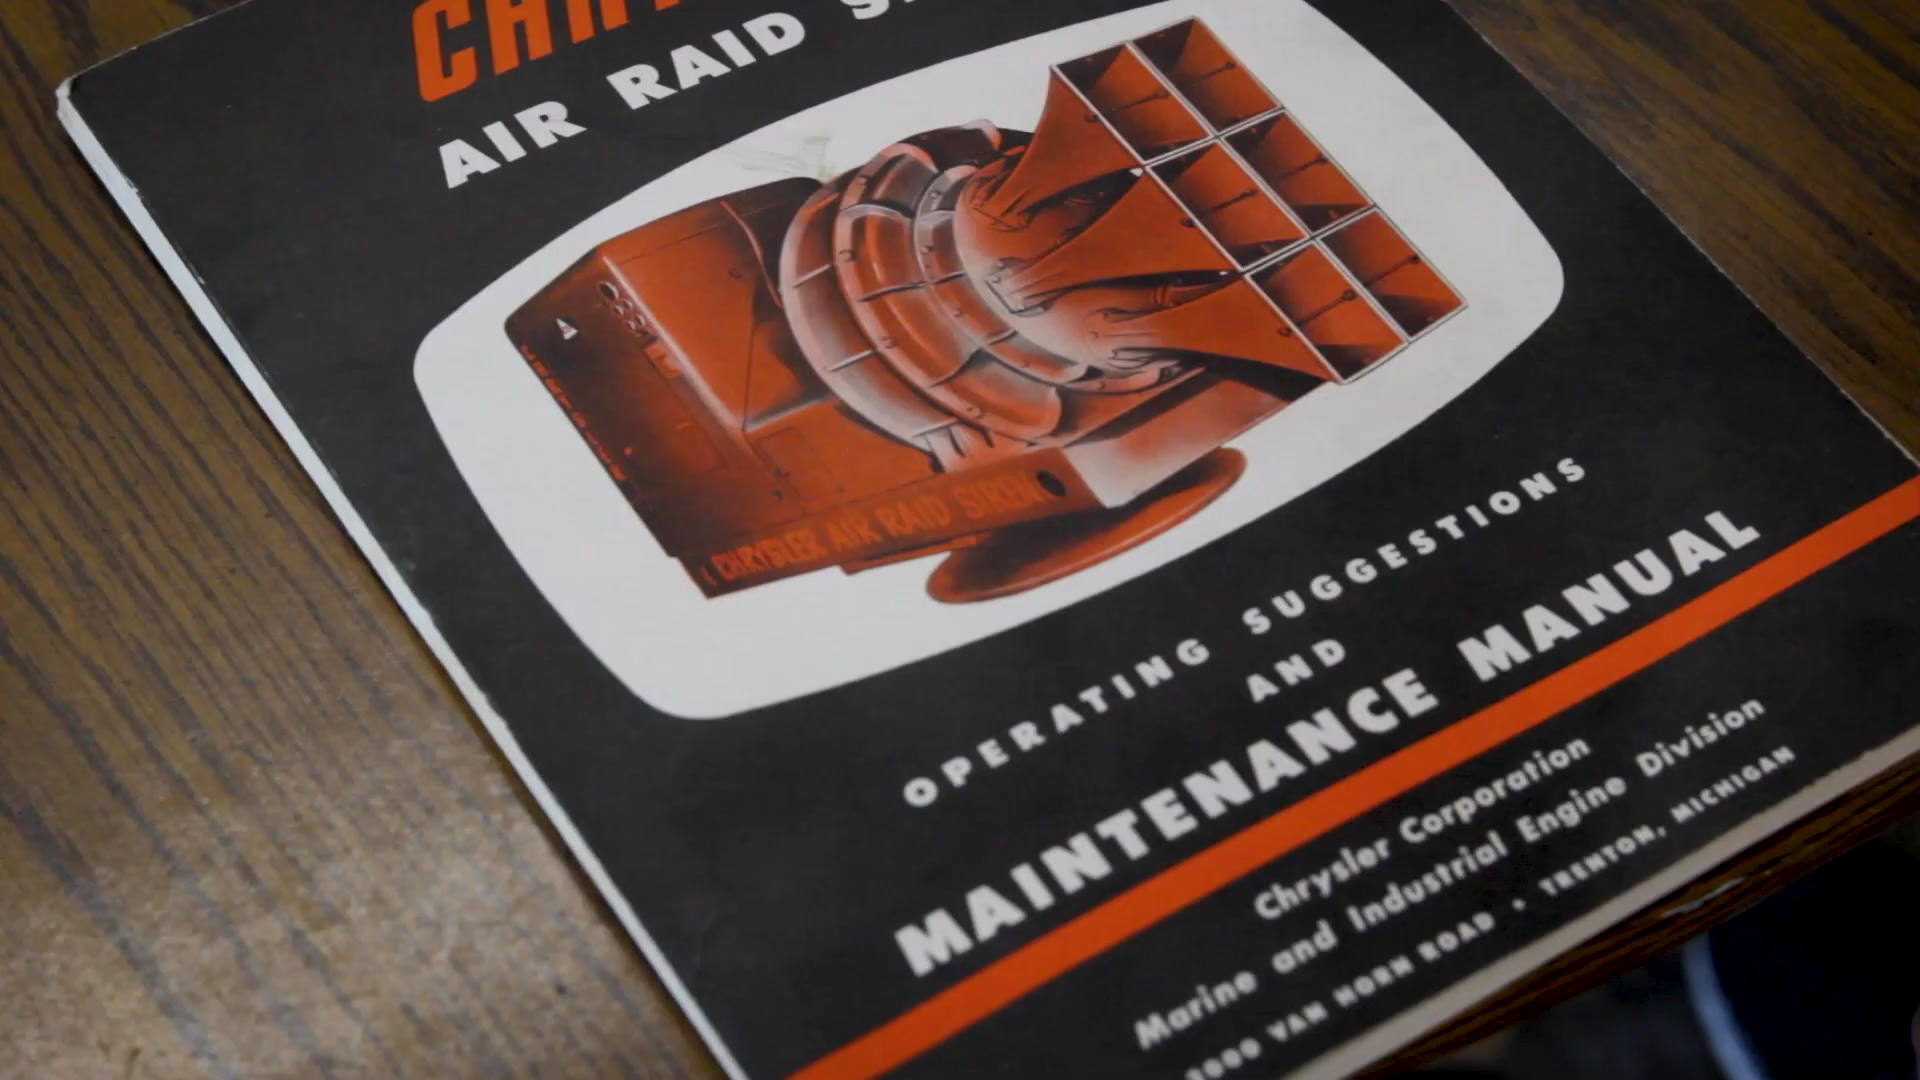 AIR RAID
CHRYSLER AIR RAID SIREN
OPERATING SUGGESTIONS
AND
MAINTENANCE MANUAL
Chrysler Corporation
Marine and Industrial Engine Division
VAN HORN ROAD • TRENTON, MICHIGAN